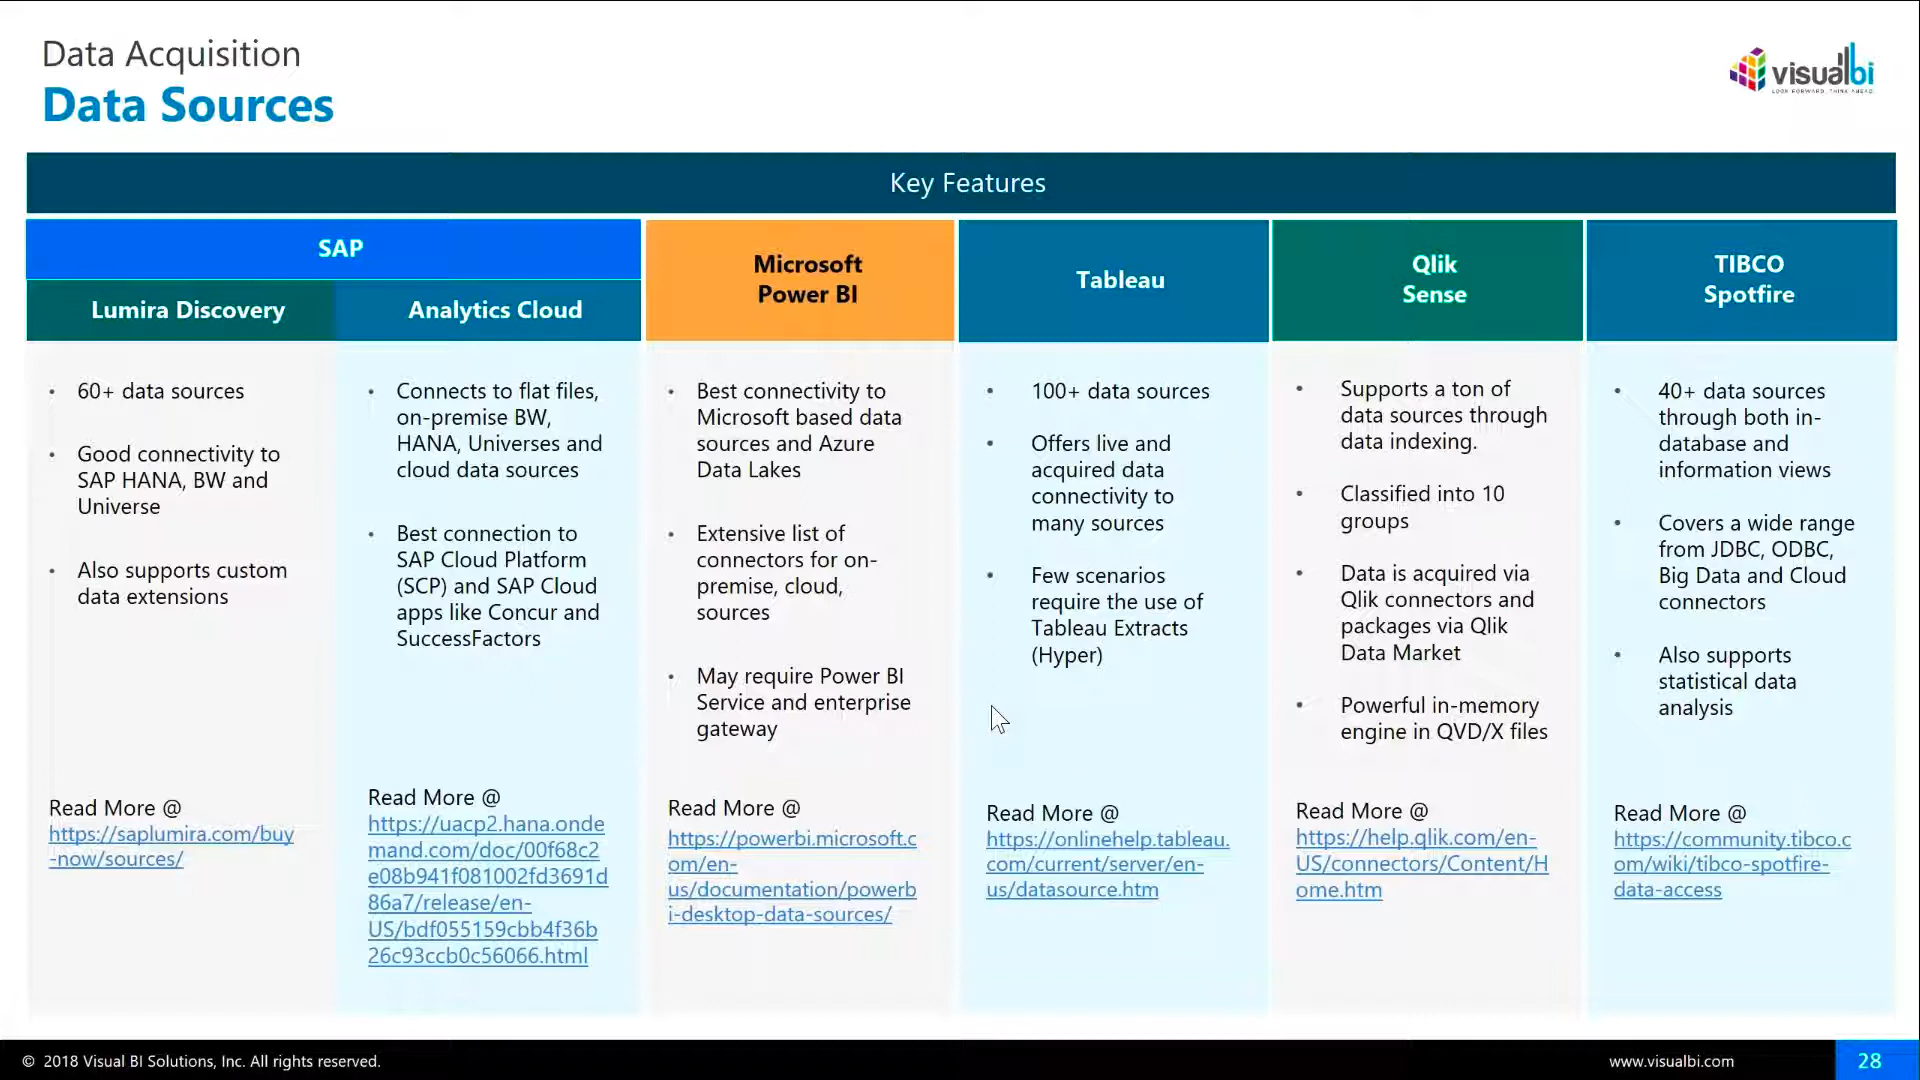 Data Acquisition
Data Sources
visualbi
LOOK FORWARD. THINK AHEAD.
Key Features
SAP
Lumira Discovery
Analytics Cloud
Microsoft
Power BI
Tableau
Qlik
Sense
TIBCO
Spotfire
• 60+ data sources
• Good connectivity to
SAP HANA, BW and
Universe
• Also supports custom
data extensions
Read More @
https://saplumira.com/buy
-now/sources/
• Connects to flat files,
on-premise BW,
HANA, Universes and
cloud data sources
• Best connection to
SAP Cloud Platform
(SCP) and SAP Cloud
apps like Concur and
SuccessFactors
Read More @
https://uacp2.hana.onde
mand.com/doc/00f68c2
e08b941f081002fd3691d
86a7/release/en-
US/bdf055159cbb4f36b
26c93ccb0c56066.html
• Best connectivity to
Microsoft based data
sources and Azure
Data Lakes
• Extensive list of
connectors for on-
premise, cloud,
sources
• May require Power BI
Service and enterprise
gateway
Read More @
https://powerbi.microsoft.c
om/en-
us/documentation/powerb
i-desktop-data-sources/
• 100+ data sources
• Offers live and
acquired data
connectivity to
many sources
• Few scenarios
require the use of
Tableau Extracts
(Hyper)
Read More @
https://onlinehelp.tableau.
com/current/server/en-
us/datasource.htm
• Supports a ton of
data sources through
data indexing.
• Classified into 10
groups
• Data is acquired via
Qlik connectors and
packages via Qlik
Data Market
• Powerful in-memory
engine in QVD/X files
Read More @
https://help.qlik.com/en-
US/connectors/Content/H
ome.htm
• 40+ data sources
through both in-
database and
information views
• Covers a wide range
from JDBC, ODBC,
Big Data and Cloud
connectors
• Also supports
statistical data
analysis
Read More @
https://community.tibco.c
om/wiki/tibco-spotfire-
data-access
© 2018 Visual BI Solutions, Inc. All rights reserved.
www.visualbi.com
28